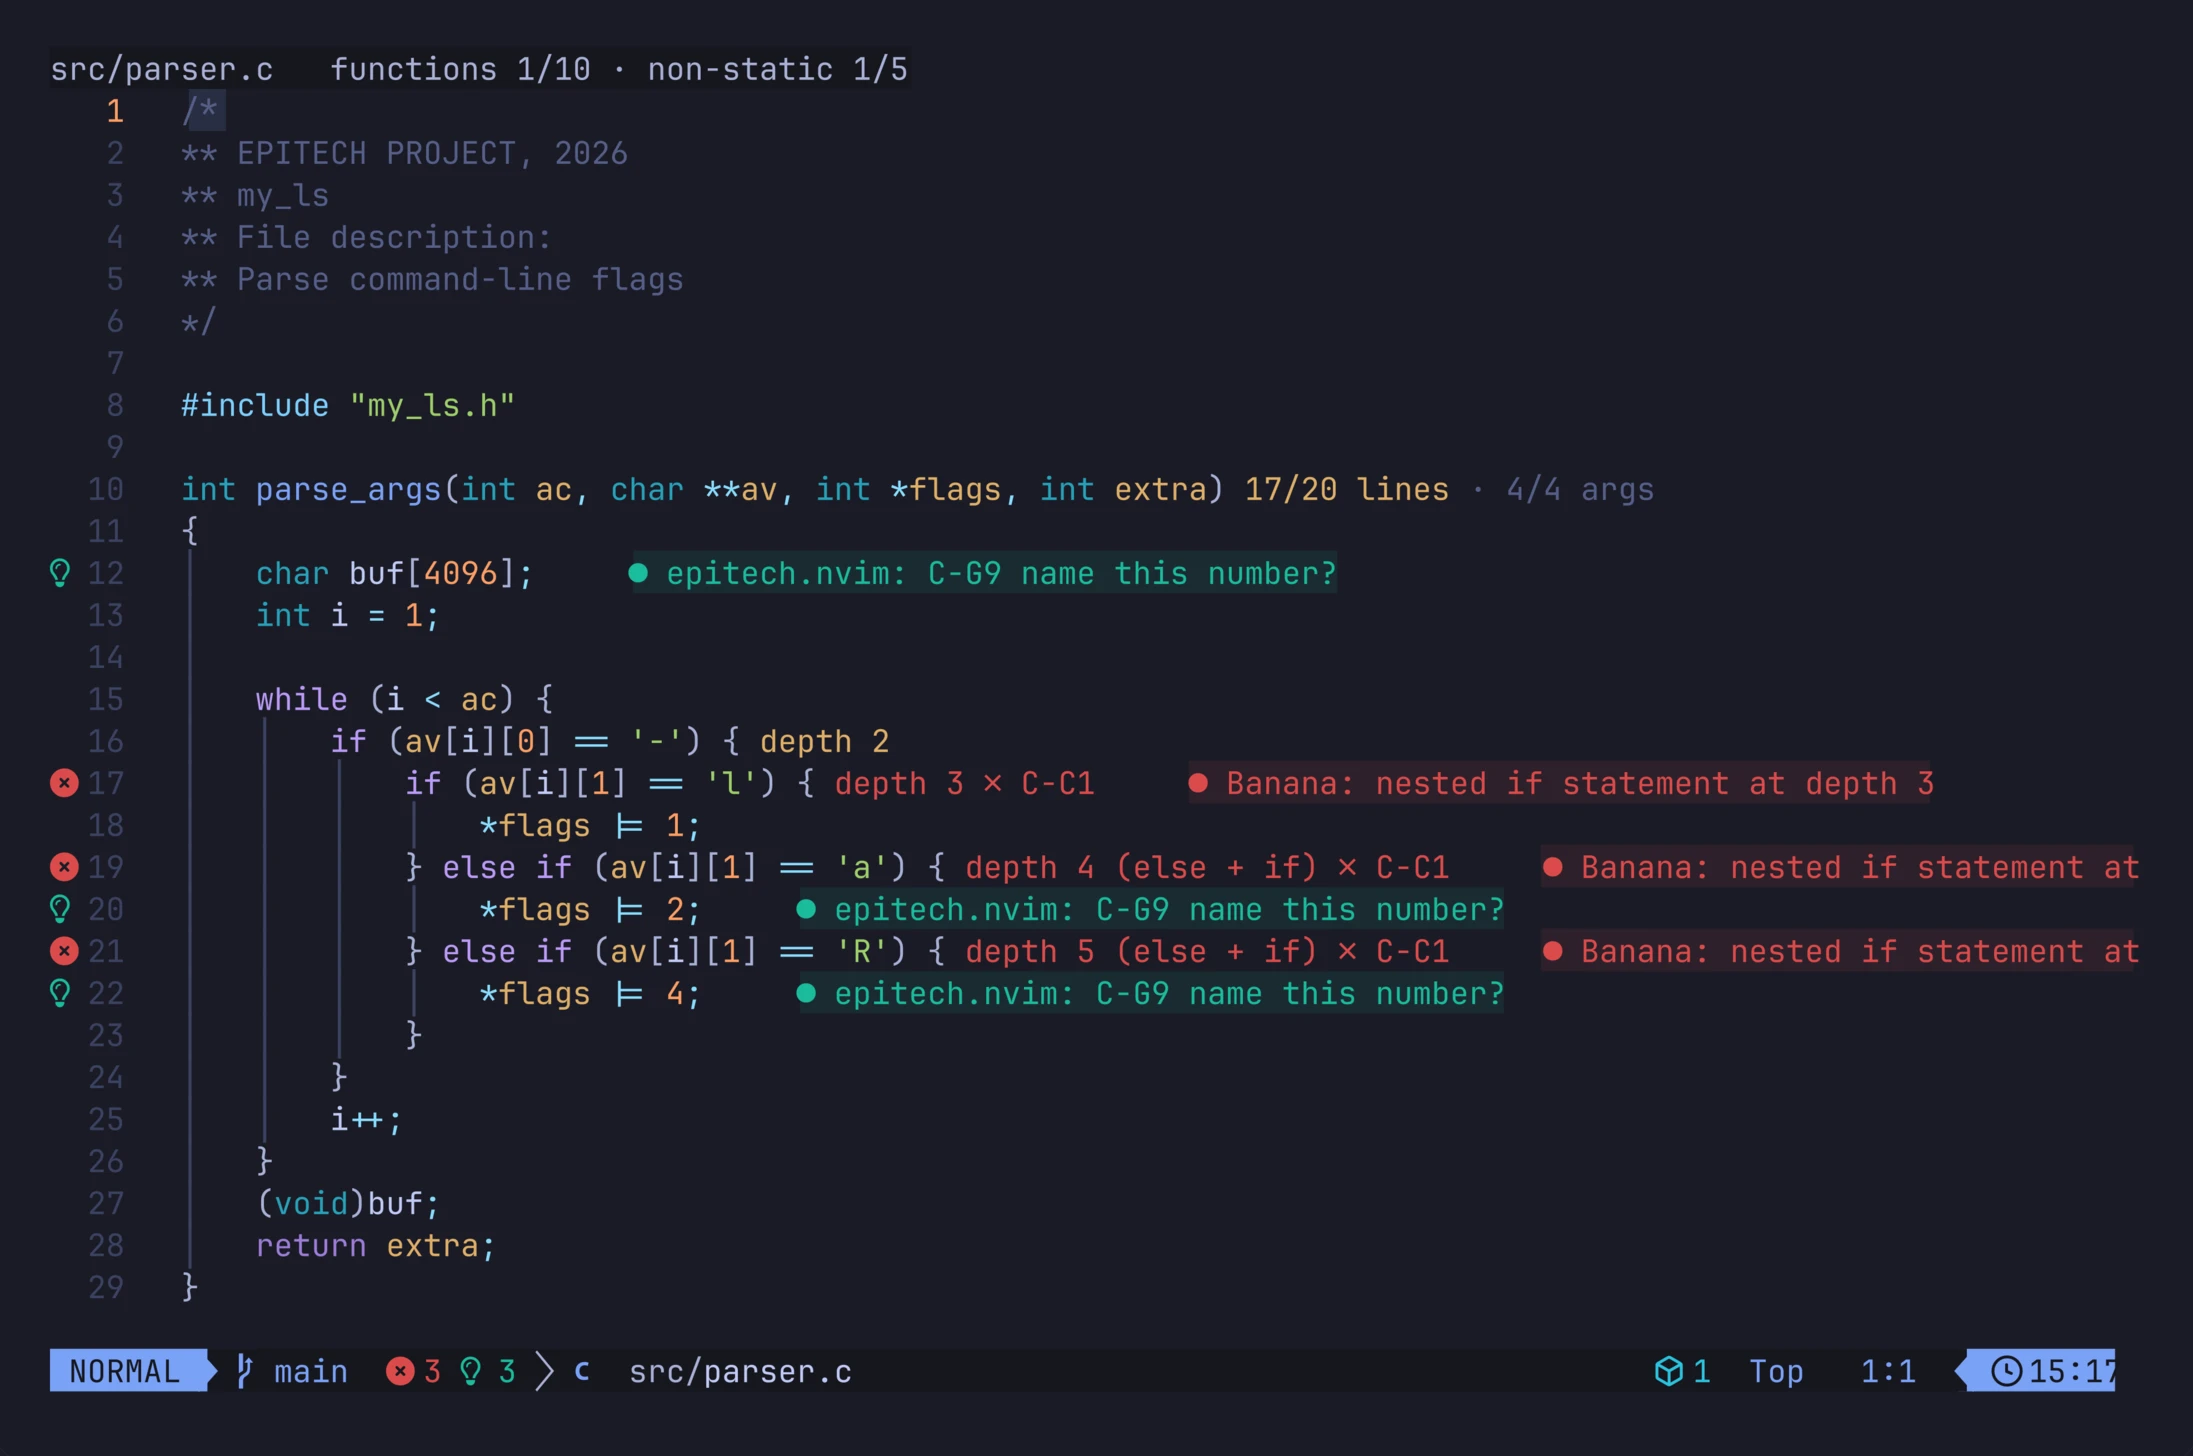 src/parser.c   functions 1/10 · non-static 1/5
1 /*
2 ** EPITECH PROJECT, 2026
3 ** my_ls
4 ** File description:
5 ** Parse command-line flags
6 */
7
8 #include "my_ls.h"
9
10 int parse_args(int ac, char **av, int *flags, int extra) 17/20 lines · 4/4 args
11 {
12     char buf[4096];     ● epitech.nvim: C-G9 name this number?
13     int i = 1;
14
15     while (i < ac) {
16         if (av[i][0] == '-') { depth 2
17             if (av[i][1] == 'l') { depth 3 × C-C1     ● Banana: nested if statement at depth 3
18                 *flags |= 1;
19             } else if (av[i][1] == 'a') { depth 4 (else + if) × C-C1     ● Banana: nested if statement at
20                 *flags |= 2;     ● epitech.nvim: C-G9 name this number?
21             } else if (av[i][1] == 'R') { depth 5 (else + if) × C-C1     ● Banana: nested if statement at
22                 *flags |= 4;     ● epitech.nvim: C-G9 name this number?
23             }
24         }
25         i++;
26     }
27     (void)buf;
28     return extra;
29 }
NORMAL main 3 3 C src/parser.c 1 Top 1:1 15:17